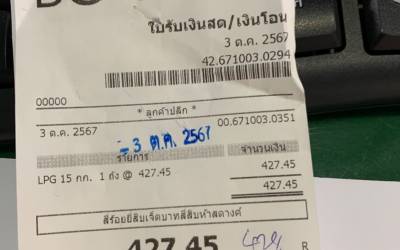 ใบรับเงินสด/เงินโอน
3 ต.ค. 2567
42.671003.0294
00000
* ลูกค้าปลีก *
3 ต.ค. 2567 00.671003.0351
- 3 ต.ค. 2567
รายการ จำนวนเงิน
LPG 15 กก. 1 ถัง @ 427.45 427.45
427.45
สี่ร้อยยี่สิบเจ็ดบาทสี่สิบห้าสตางค์
427.45 R